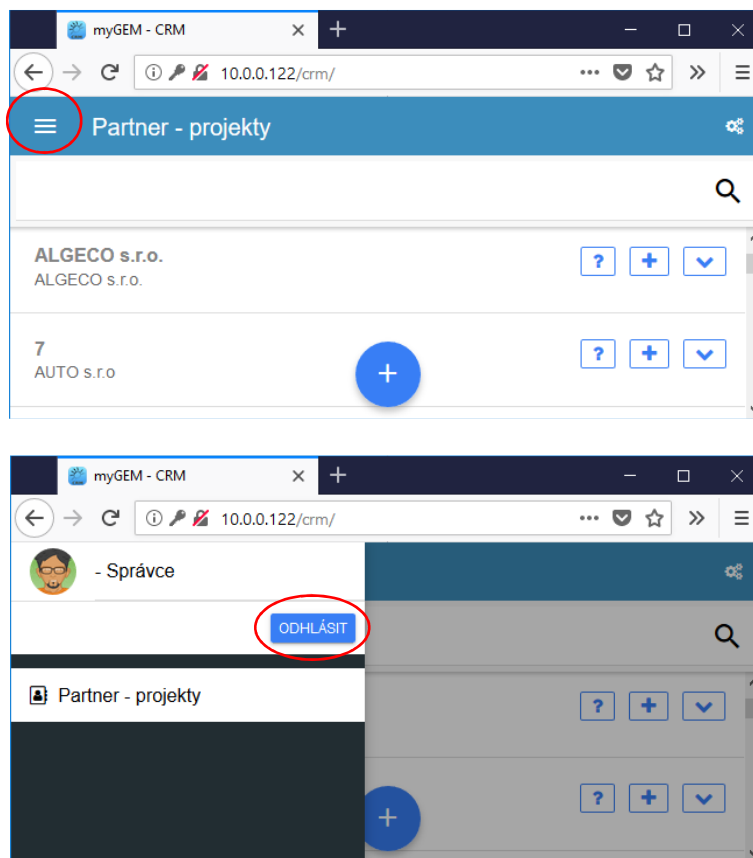 myGEM - CRM
10.0.0.122/crm/
Partner - projekty
ALGECO s.r.o.
ALGECO s.r.o.
7
AUTO s.r.o
myGEM - CRM
10.0.0.122/crm/
- Správce
ODHLÁSIT
Partner - projekty